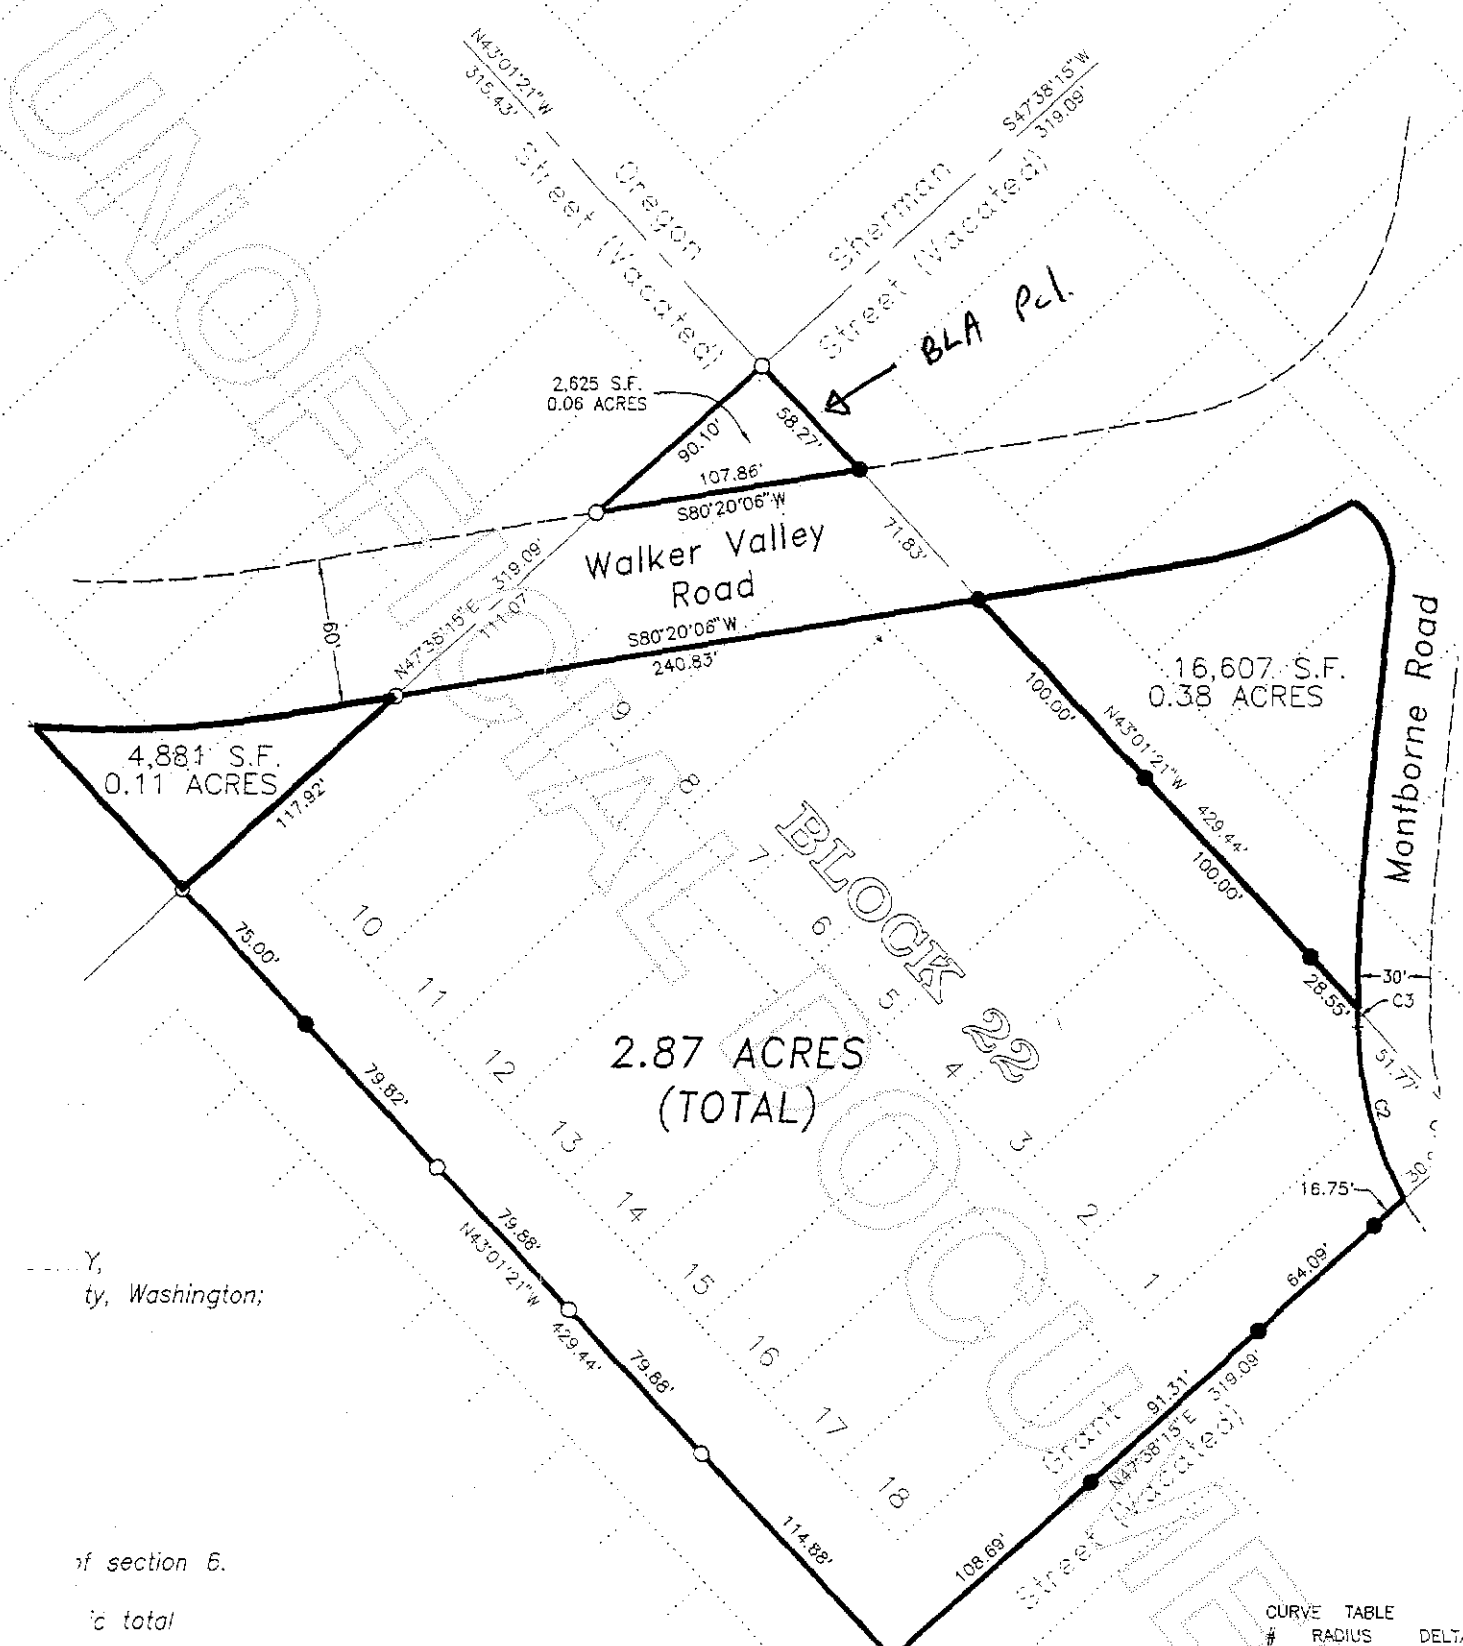 N43°01'21"W
315.43'
Oregon
Street (Vacated)
S47°38'15"W
319.09'
Sherman
Street (Vacated)
BLA Pcl.
2,625 S.F.
0.06 ACRES
90.10'
58.27'
107.86'
S80°20'06"W
Walker Valley
Road
71.83'
60'
N47°38'15"E 319.09'
111.07
S80°20'06"W
240.83'
4,881 S.F.
0.11 ACRES
117.92'
16,607 S.F.
0.38 ACRES
Montborne Road
100.00'
N43°01'21"W
429.44'
100.00'
28.55'
30'
C3
51.77'
C2
30.
16.75'
64.09'
91.31'
N47°38'15"E 319.09'
Grant
Street (Vacated)
108.69'
75.00'
79.82'
79.88'
N43°01'21"W
429.44'
79.88'
114.88'
BLOCK 22
2.87 ACRES
(TOTAL)
9
8
7
6
5
4
3
2
1
10
11
12
13
14
15
16
17
18
Y,
ty, Washington;
of section 6.
c total
CURVE TABLE
# RADIUS DELTA
UNOFFICIAL DOCUME